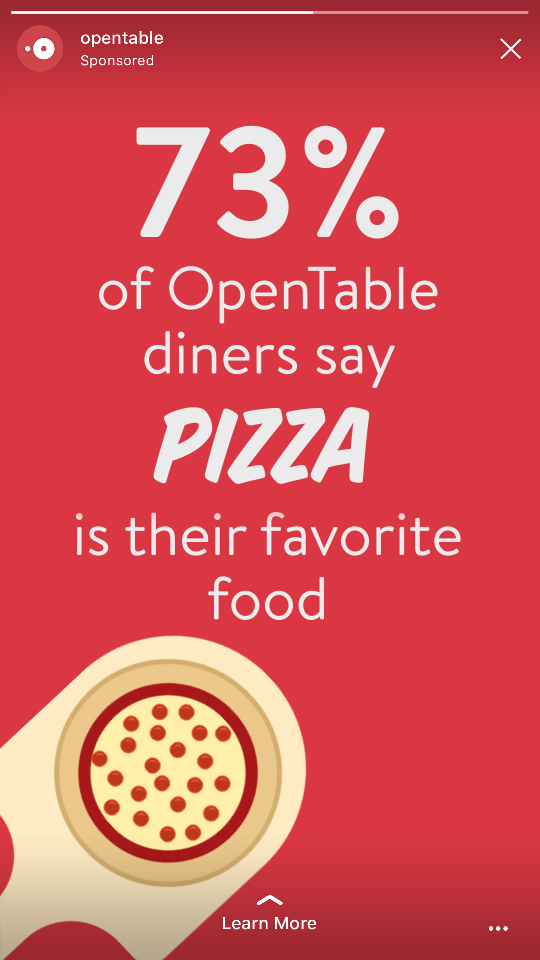 opentable
Sponsored
73%
of OpenTable
diners say
PIZZA
is their favorite
food
Learn More